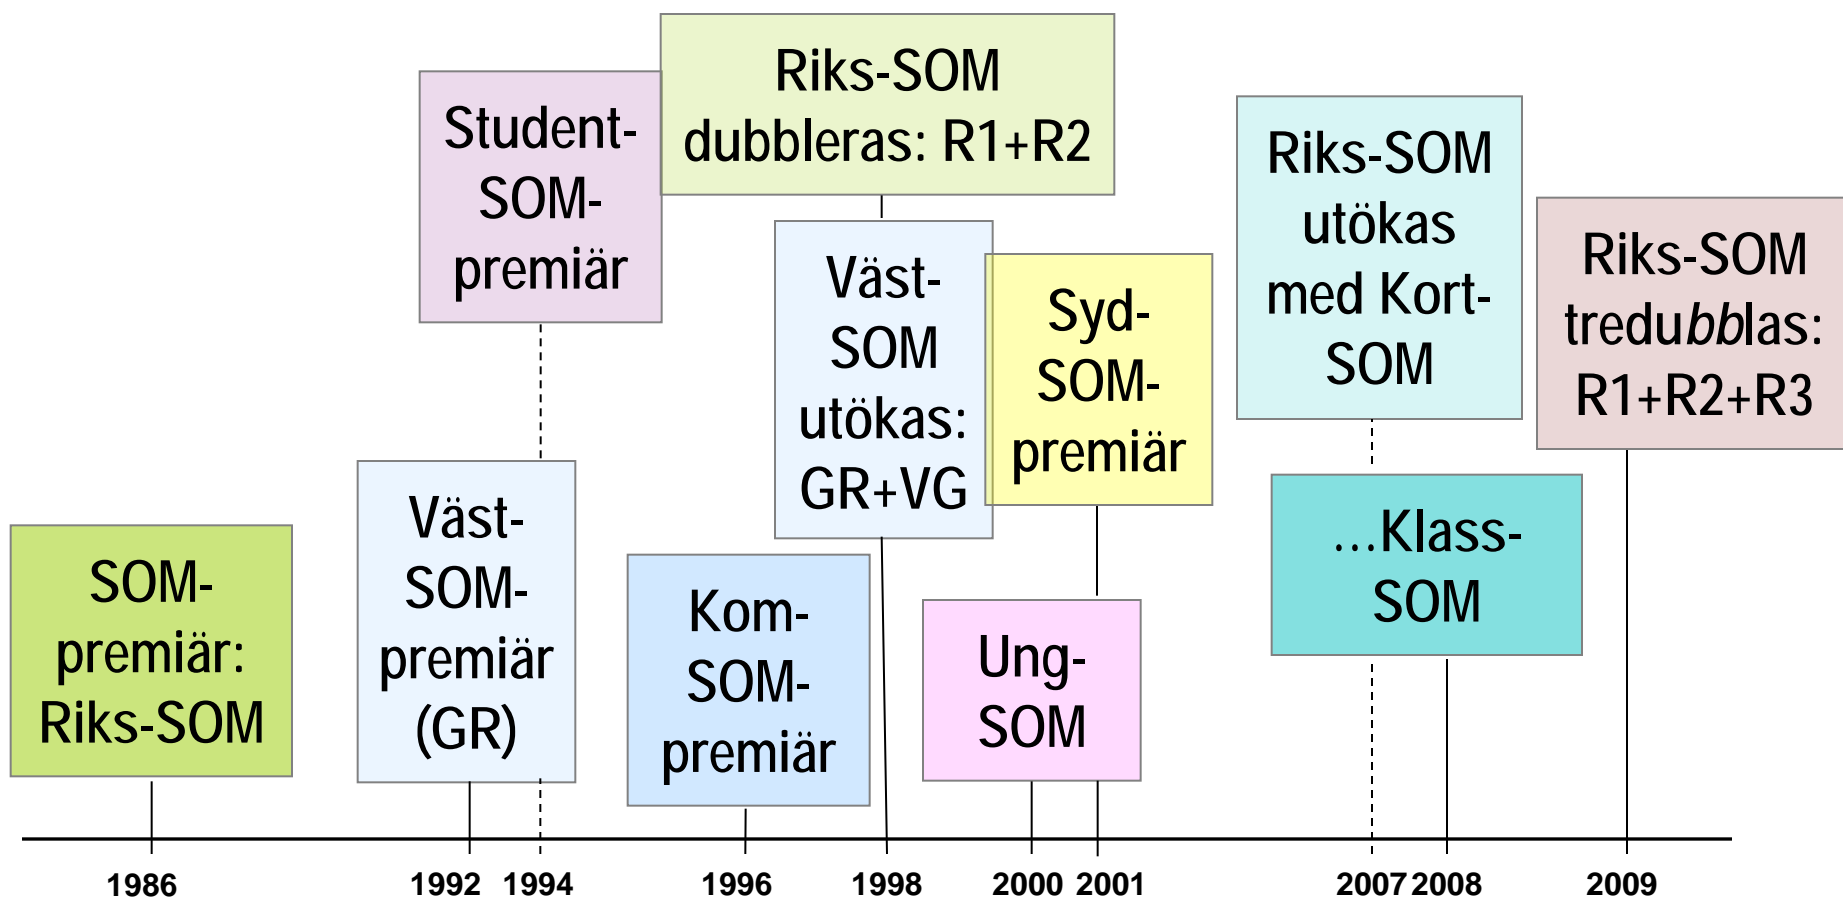 SOM-
premiär:
Riks-SOM
Väst-
SOM-
premiär
(GR)
Student-
SOM-
premiär
Kom-
SOM-
premiär
Riks-SOM
dubbleras: R1+R2
Väst-
SOM
utökas:
GR+VG
Ung-
SOM
Syd-
SOM-
premiär
Riks-SOM
utökas
med Kort-
SOM
…Klass-
SOM
Riks-SOM
tredubblas:
R1+R2+R3
1986 1992 1994 1996 1998 2000 2001 2007 2008 2009